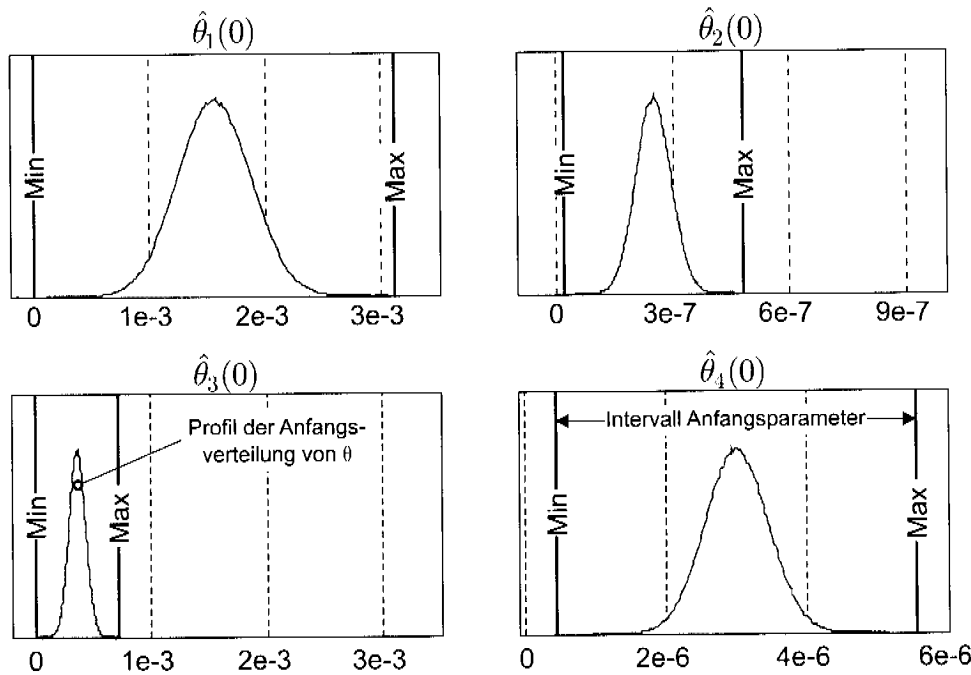 θ̂₁(0)
Min
Max
0 1e-3 2e-3 3e-3
θ̂₂(0)
Min
Max
0 3e-7 6e-7 9e-7
θ̂₃(0)
Profil der Anfangs-
verteilung von θ
Min
Max
0 1e-3 2e-3 3e-3
θ̂₄(0)
Intervall Anfangsparameter
Min
Max
0 2e-6 4e-6 6e-6